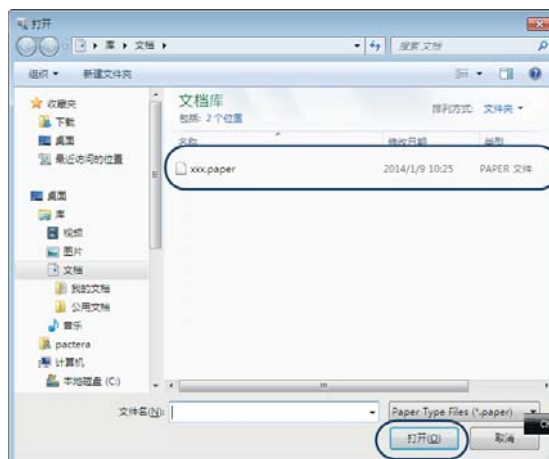 打开
库 文档
搜索 文档
组织 新建文件夹
收藏夹
下载
桌面
最近访问的位置
桌面
库
视频
图片
文档
我的文档
公用文档
音乐
pactera
计算机
本地磁盘 (C:)
文档库
包括: 2 个位置
排列方式: 文件夹
名称 修改日期 类型
xxx.paper 2014/1/9 10:25 PAPER 文件
文件名(N):
Paper Type Files (*.paper)
打开(O) 取消